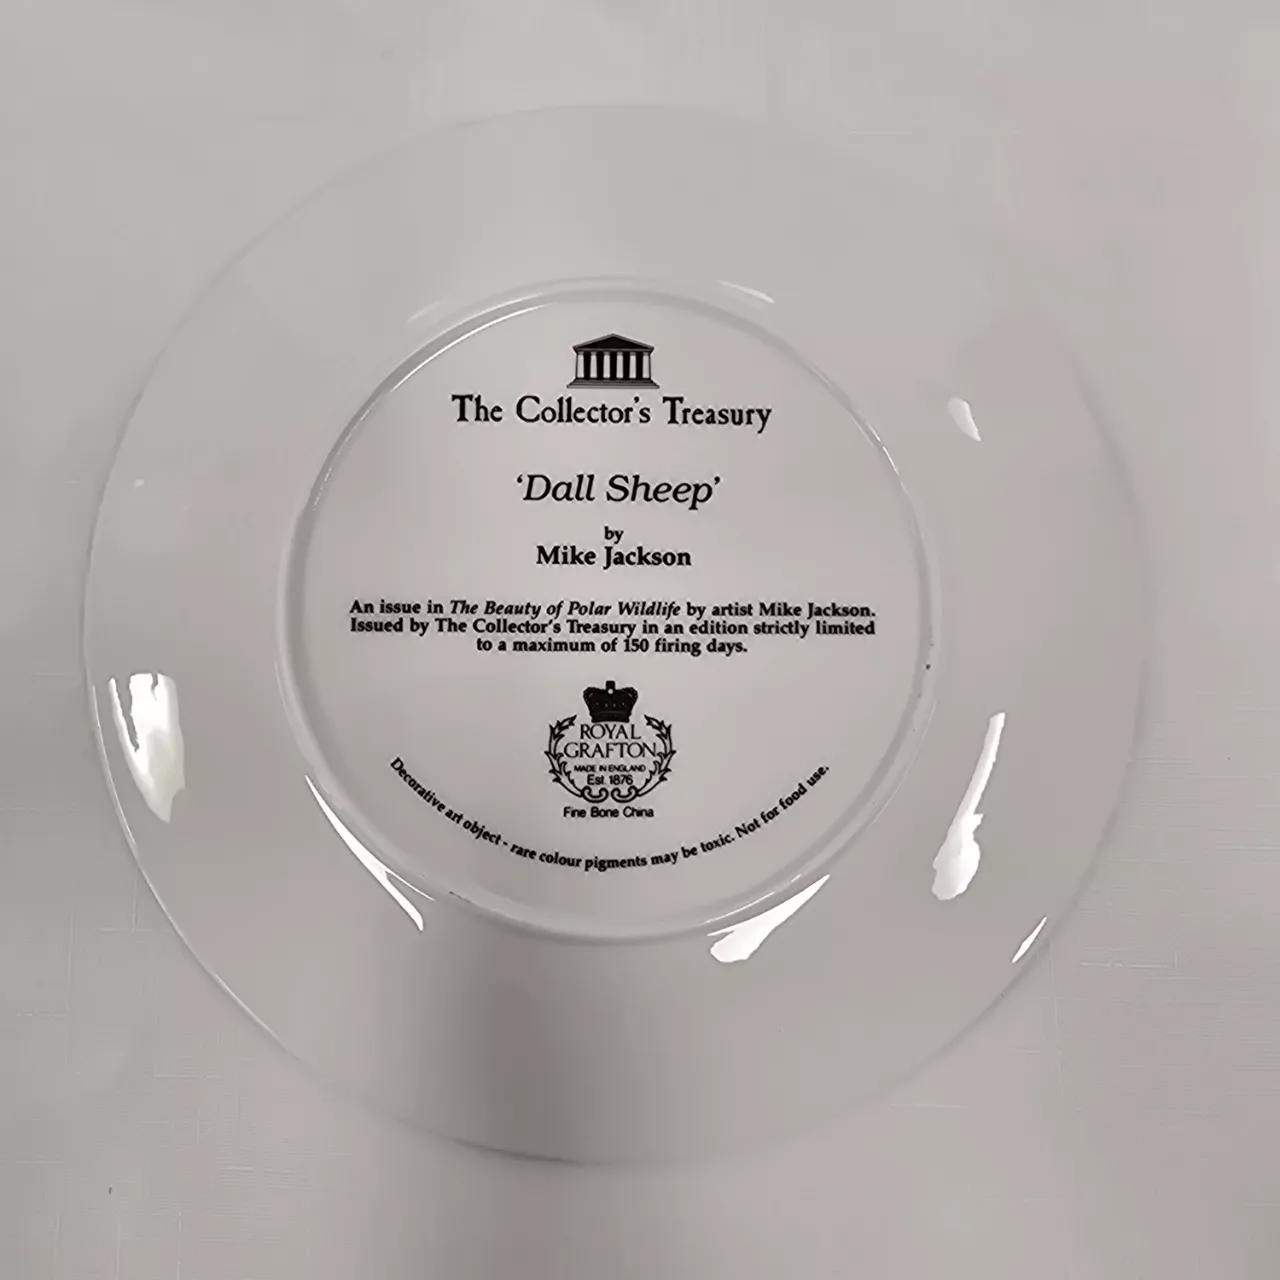 The Collector's Treasury
'Dall Sheep'
by
Mike Jackson
An issue in The Beauty of Polar Wildlife by artist Mike Jackson.
Issued by The Collector's Treasury in an edition strictly limited
to a maximum of 150 firing days.
ROYAL
GRAFTON
MADE IN ENGLAND
Est. 1876
Fine Bone China
Decorative art object - rare colour pigments may be toxic. Not for food use.